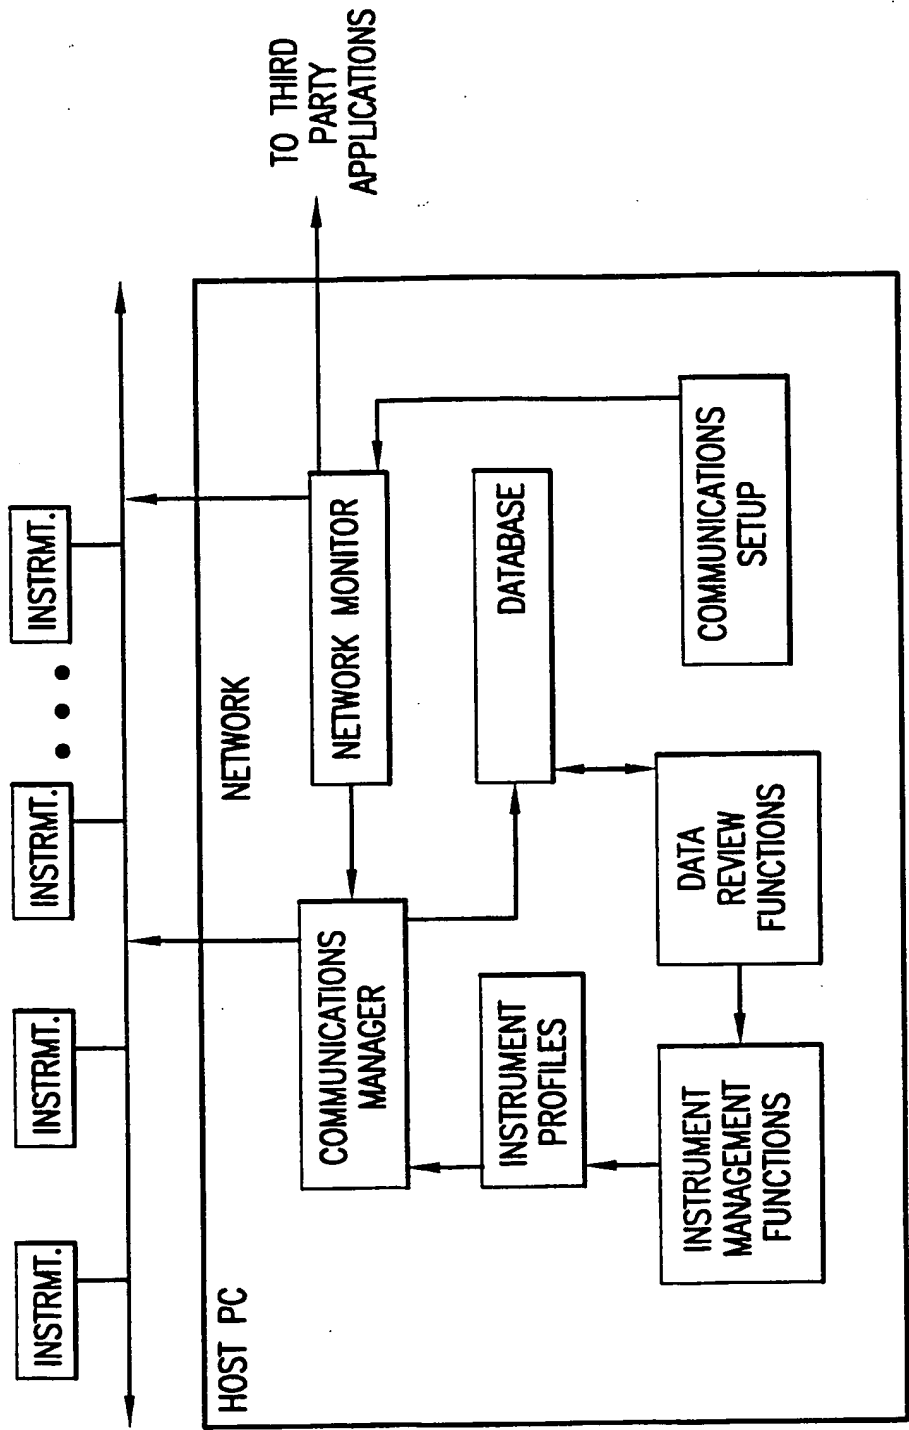 INSTRMT.
INSTRMT.
INSTRMT.
INSTRMT.
HOST PC
NETWORK
TO THIRD
PARTY
APPLICATIONS
COMMUNICATIONS
MANAGER
NETWORK MONITOR
INSTRUMENT
PROFILES
DATABASE
INSTRUMENT
MANAGEMENT
FUNCTIONS
DATA
REVIEW
FUNCTIONS
COMMUNICATIONS
SETUP